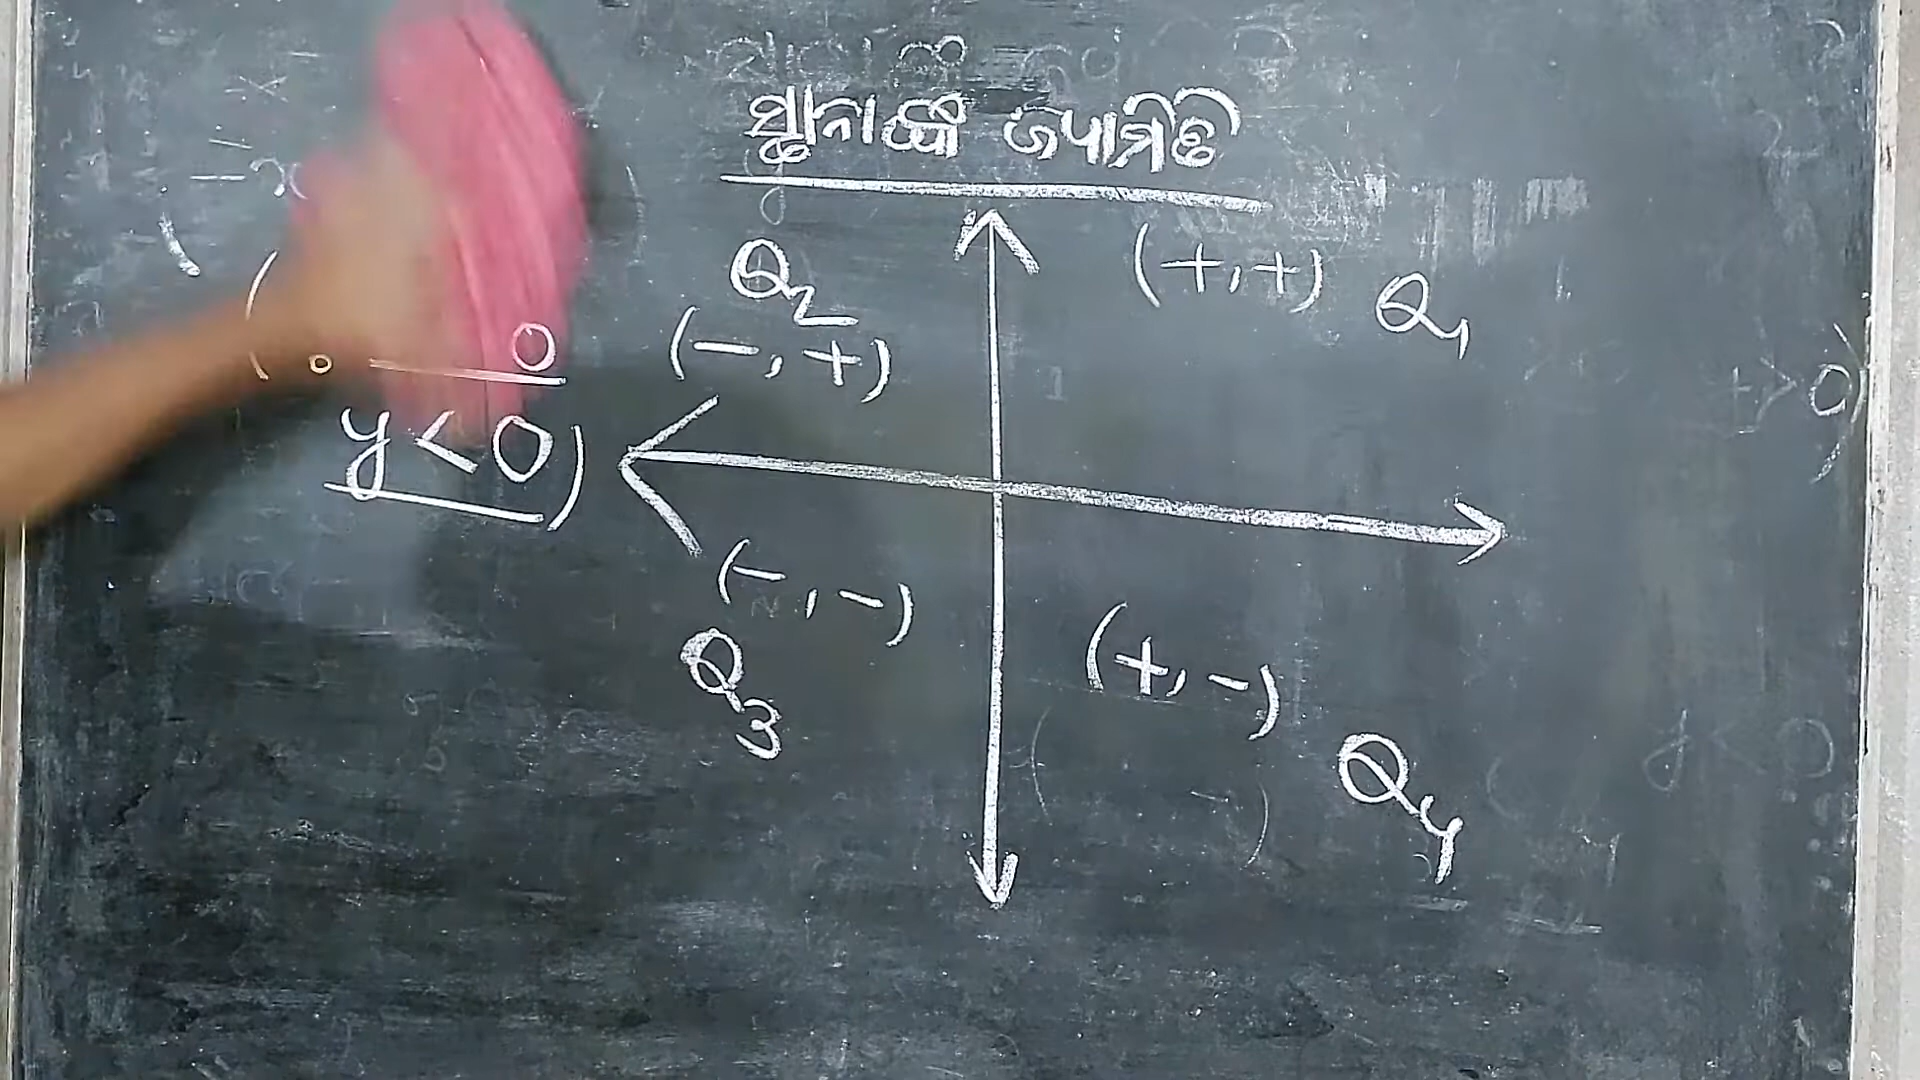 ସ୍ଥାନାଙ୍କ ଜ୍ୟାମିତି
Q₂
(-, +)
(+, +) Q₁
y < 0)
(-, -)
Q₃
(+, -)
Q₄